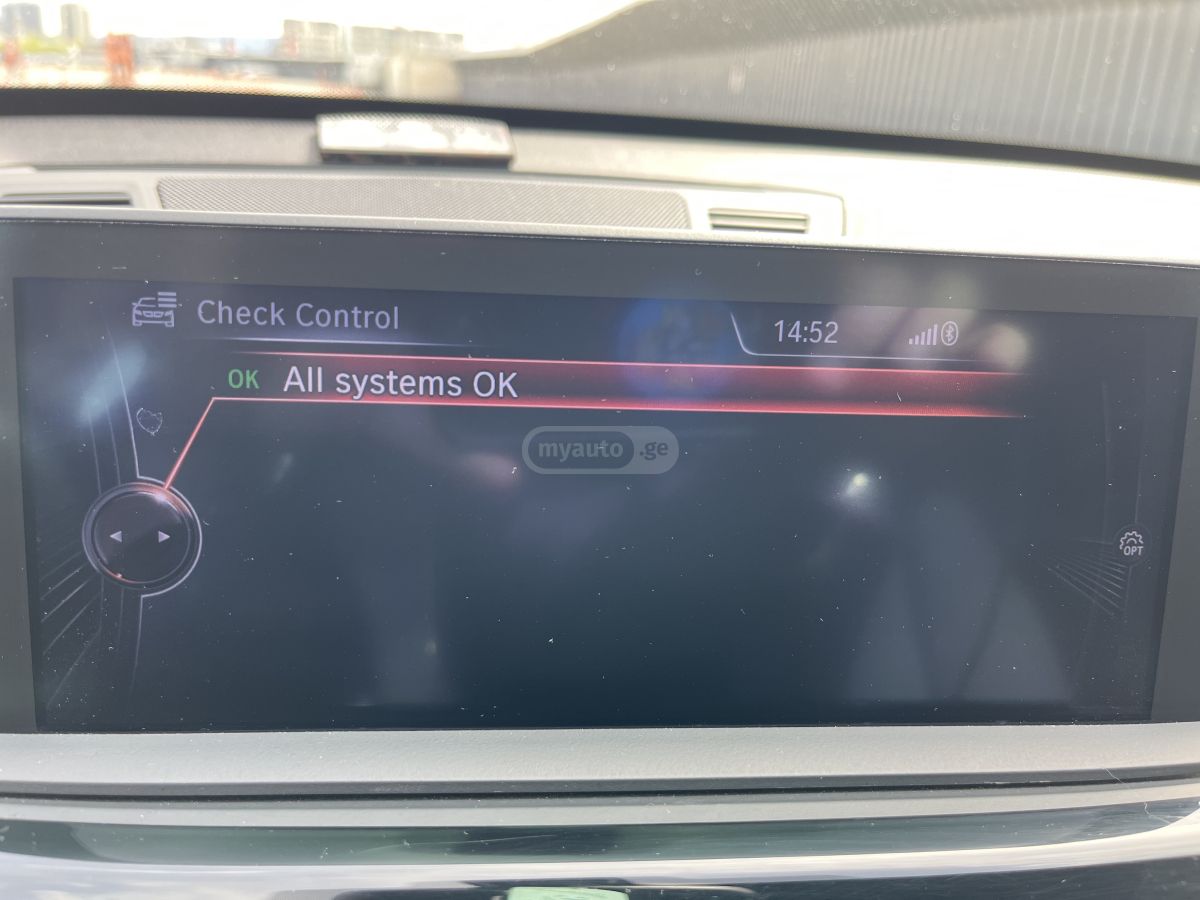 Check Control
14:52
OK All systems OK
myauto.ge
OPT